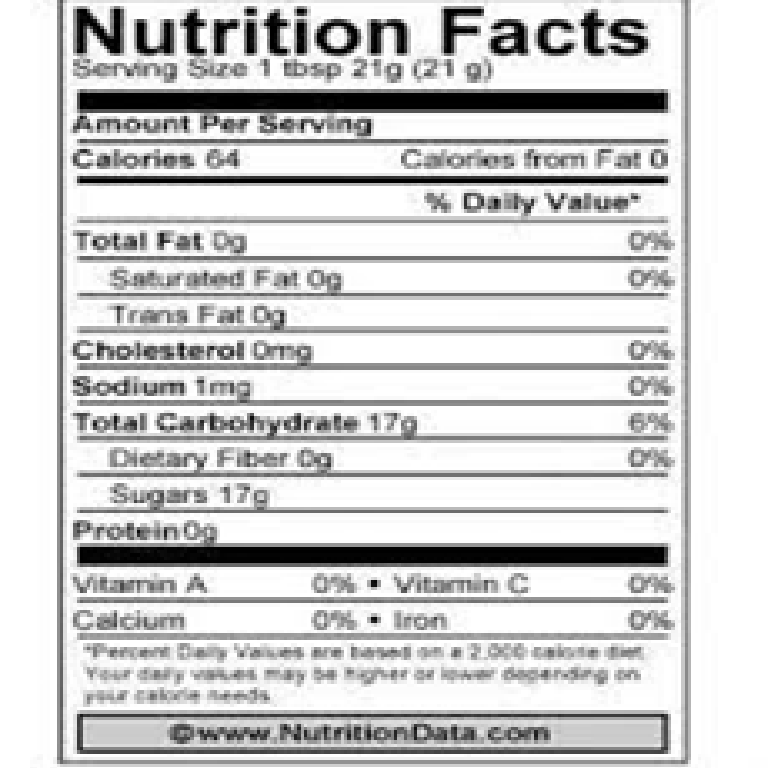 Nutrition Facts
Serving Size 1 tbsp 21g (21 g)
Amount Per Serving
Calories 64 Calories from Fat 0
% Daily Value*
Total Fat 0g 0%
Saturated Fat 0g 0%
Trans Fat 0g
Cholesterol 0mg 0%
Sodium 1mg 0%
Total Carbohydrate 17g 6%
Dietary Fiber 0g 0%
Sugars 17g
Protein 0g
Vitamin A 0% • Vitamin C 0%
Calcium 0% • Iron 0%
*Percent Daily Values are based on a 2,000 calorie diet.
Your daily values may be higher or lower depending on
your calorie needs.
©www.NutritionData.com